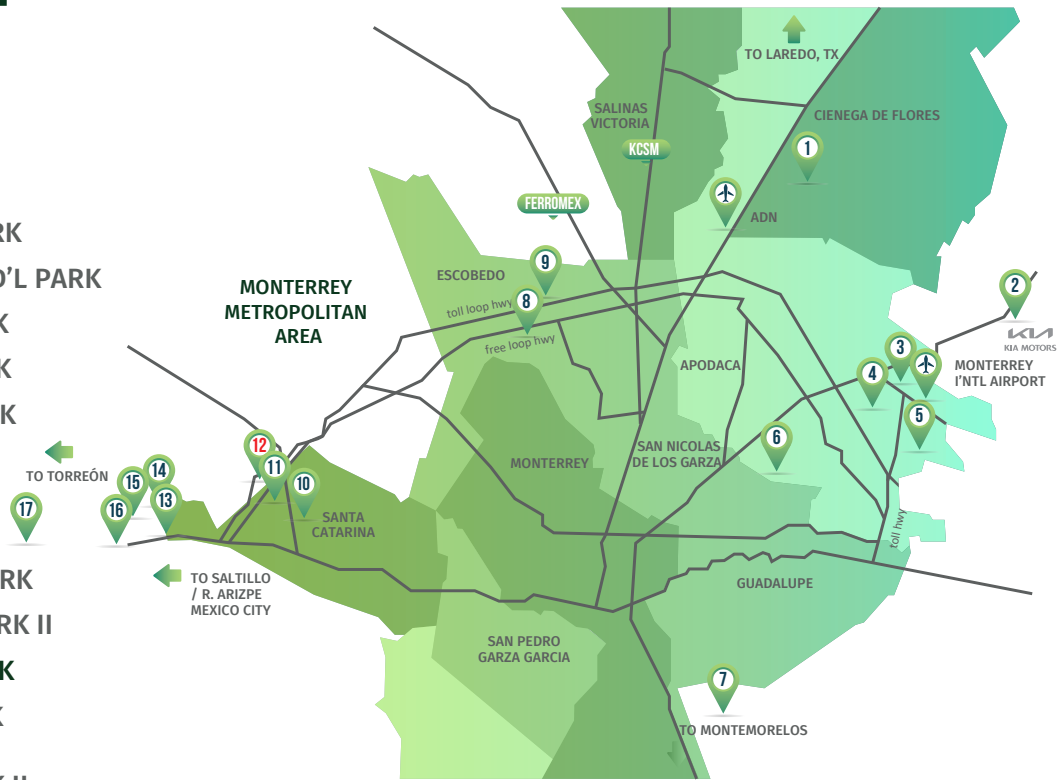 TO LAREDO, TX
SALINAS
VICTORIA
CIENEGA DE FLORES
KCSM
1
FERROMEX
ADN
PARK
D'L PARK
9
ESCOBEDO
MONTERREY
METROPOLITAN
AREA
8
toll loop hwy
free loop hwy
2
KIA
KIA MOTORS
3
APODACA
4
MONTERREY
I'NTL AIRPORT
5
12
11
6
SAN NICOLAS
DE LOS GARZA
MONTERREY
TO TORREÓN
14
15
10
13
16
17
SANTA
CATARINA
toll hwy
TO SALTILLO
/ R. ARIZPE
MEXICO CITY
GUADALUPE
II
SAN PEDRO
GARZA GARCIA
7
TO MONTEMORELOS
II